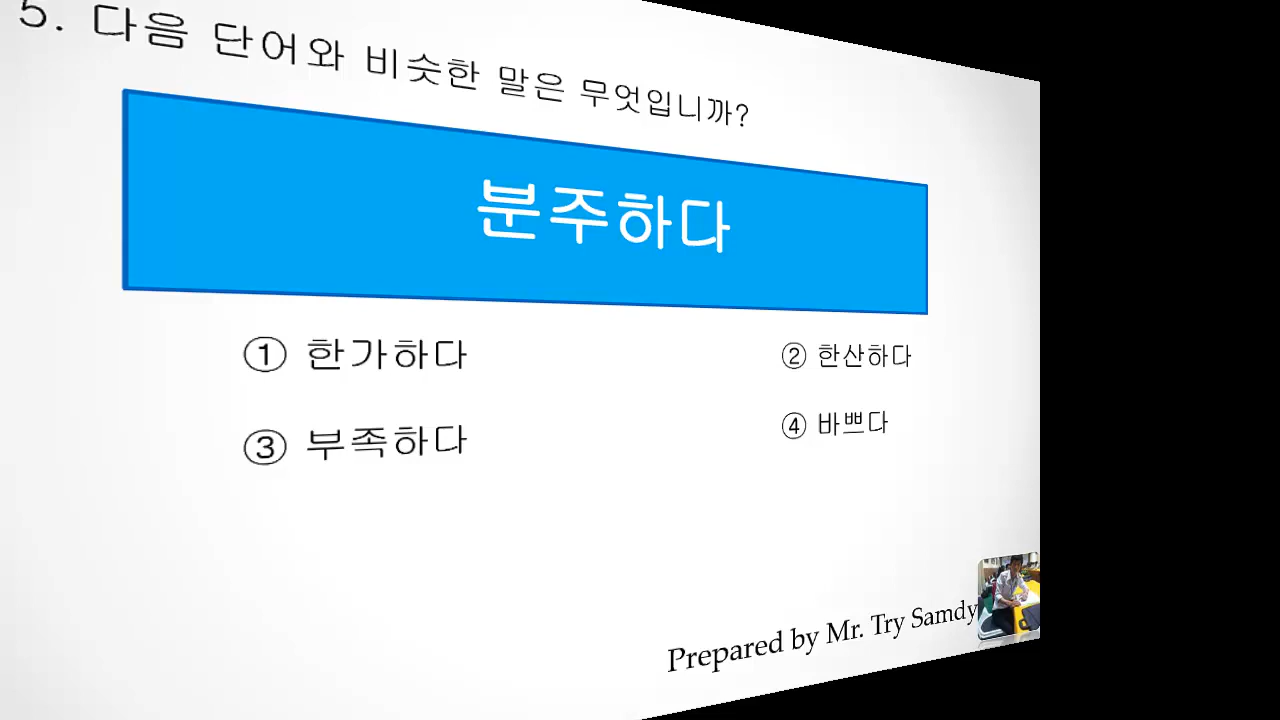 5. 다음 단어와 비슷한 말은 무엇입니까?
분주하다
① 한가하다
② 한산하다
③ 부족하다
④ 바쁘다
Prepared by Mr. Try Samdy